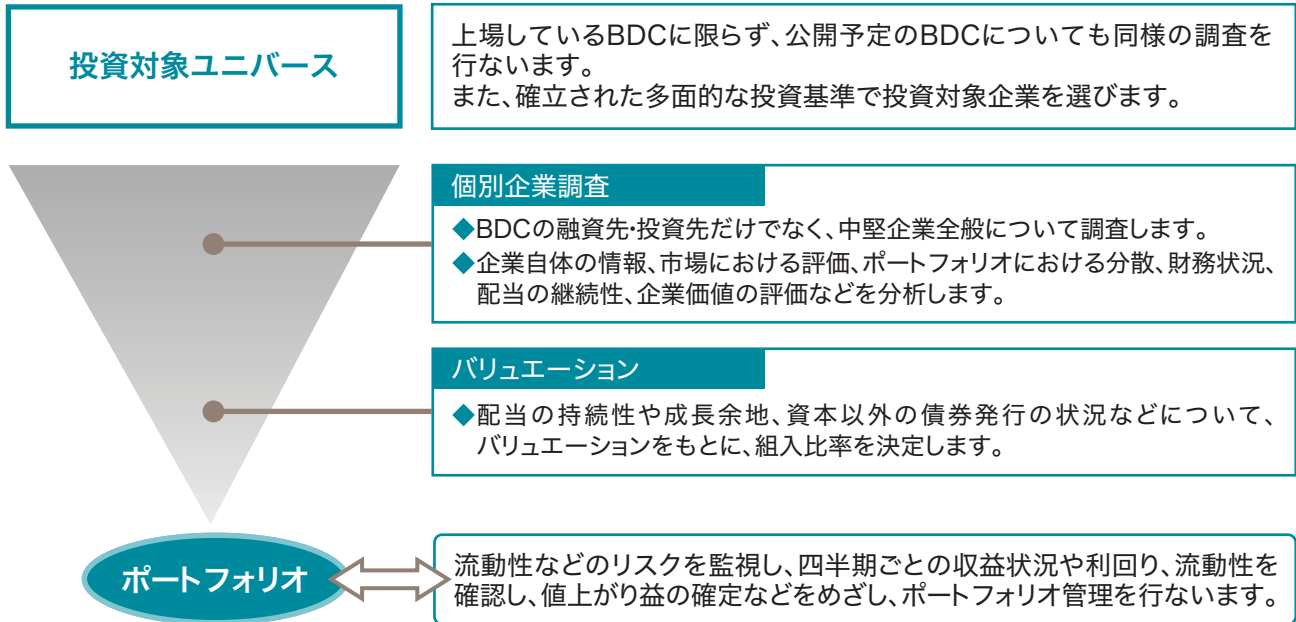 投資対象ユニバース
上場しているBDCに限らず、公開予定のBDCについても同様の調査を
行ないます。
また、確立された多面的な投資基準で投資対象企業を選びます。
個別企業調査
◆BDCの融資先・投資先だけでなく、中堅企業全般について調査します。
◆企業自体の情報、市場における評価、ポートフォリオにおける分散、財務状況、
配当の継続性、企業価値の評価などを分析します。
バリュエーション
◆配当の持続性や成長余地、資本以外の債券発行の状況などについて、
バリュエーションをもとに、組入比率を決定します。
ポートフォリオ
流動性などのリスクを監視し、四半期ごとの収益状況や利回り、流動性を
確認し、値上がり益の確定などをめざし、ポートフォリオ管理を行ないます。